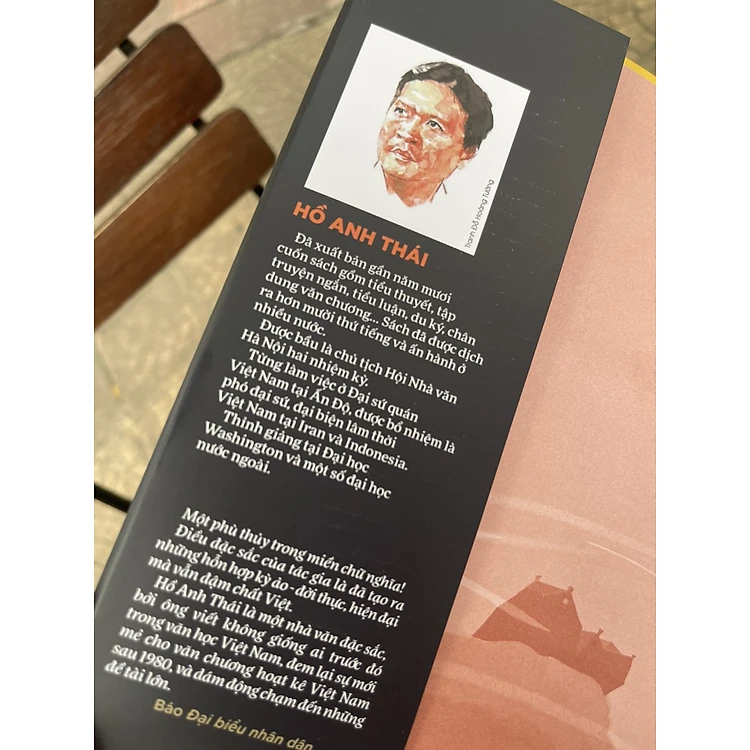 Tranh Đỗ Hoàng Tường
HỒ ANH THÁI
Đã xuất bản gần năm mươi
cuốn sách gồm tiểu thuyết, tập
truyện ngắn, tiểu luận, du ký, chân
dung văn chương... Sách đã được dịch
ra hơn mười thứ tiếng và ấn hành ở
nhiều nước.
Được bầu là chủ tịch Hội Nhà văn
Hà Nội hai nhiệm kỳ.
Từng làm việc ở Đại sứ quán
Việt Nam tại Ấn Độ, được bổ nhiệm là
phó đại sứ, đại biện lâm thời
Việt Nam tại Iran và Indonesia.
Thỉnh giảng tại Đại học
Washington và một số đại học
nước ngoài.
Một phù thủy trong miền chữ nghĩa!
Điều đặc sắc của tác gia là đã tạo ra
những hỗn hợp kỳ ảo - đời thực, hiện đại
mà vẫn đậm chất Việt.
Hồ Anh Thái là một nhà văn đặc sắc,
bởi ông viết không giống ai trước đó
trong văn học Việt Nam, đem lại sự mới
mẻ cho văn chương hoạt kê Việt Nam
sau 1980, và dám động chạm đến những
đề tài lớn.
Báo Đại biểu nhân dân